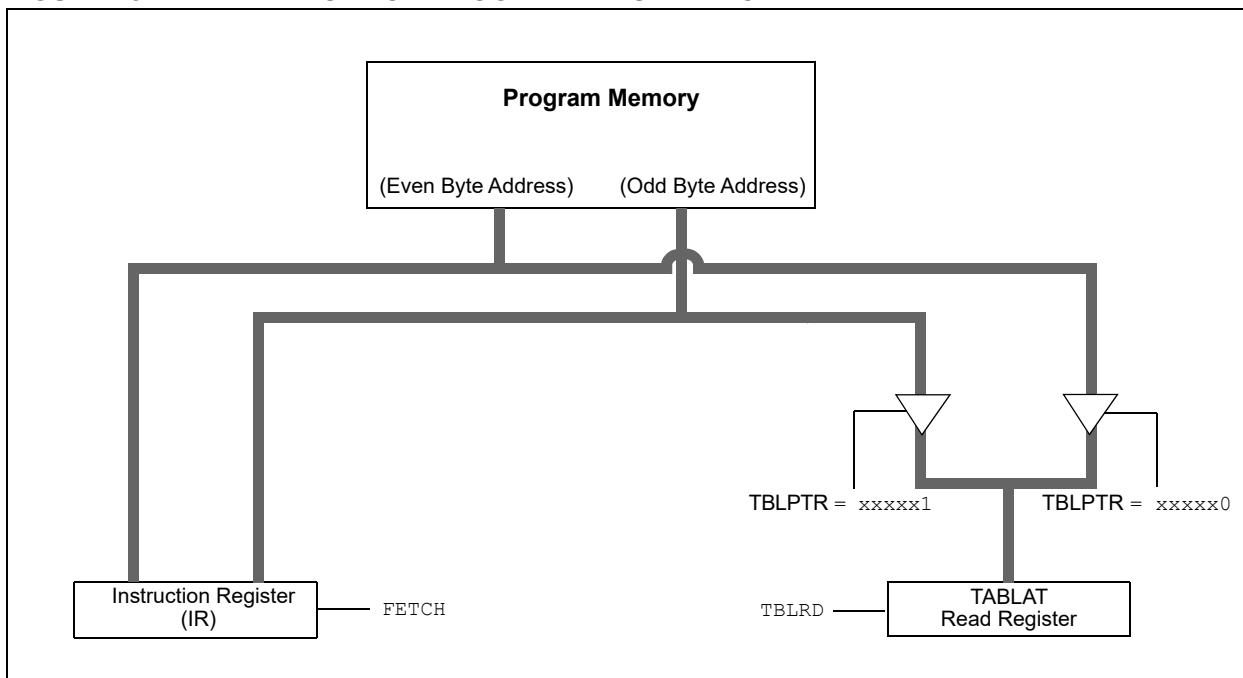 Program Memory
(Even Byte Address) (Odd Byte Address)
TBLPTR = xxxxx1 TBLPTR = xxxxx0
Instruction Register
(IR)
FETCH
TBLRD
TABLAT
Read Register